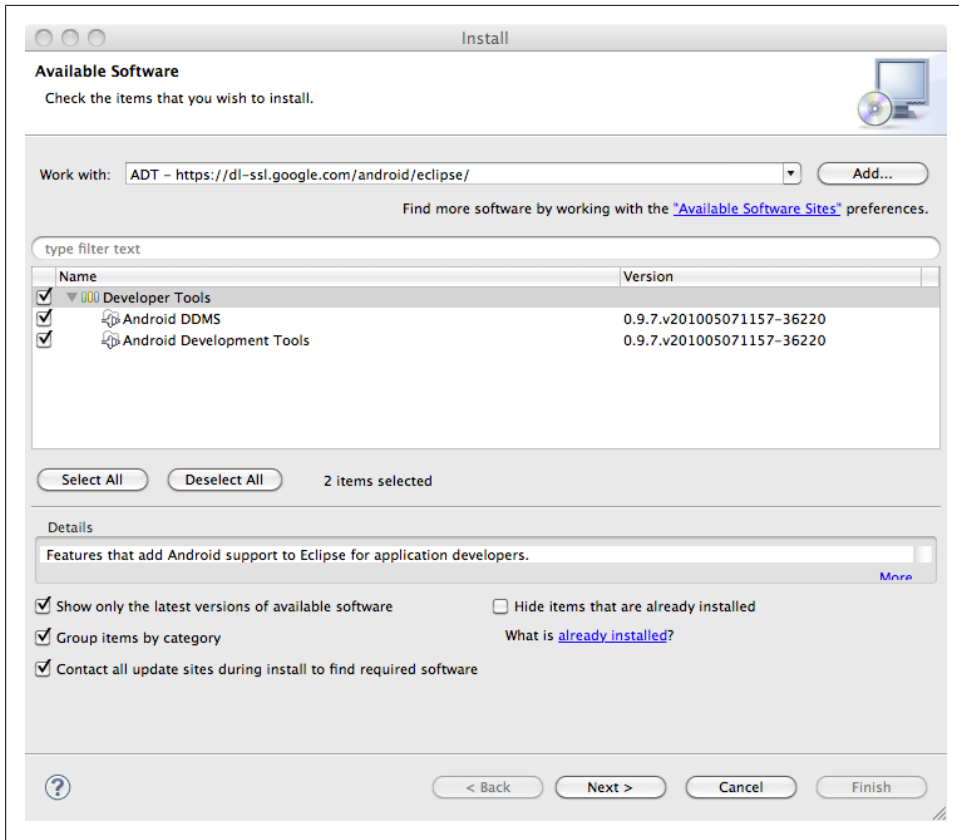 Install
Available Software
Check the items that you wish to install.
Work with: ADT – https://dl-ssl.google.com/android/eclipse/ Add...
Find more software by working with the "Available Software Sites" preferences.
type filter text
Name Version
Developer Tools
Android DDMS 0.9.7.v201005071157-36220
Android Development Tools 0.9.7.v201005071157-36220
Select All Deselect All 2 items selected
Details
Features that add Android support to Eclipse for application developers.
More
Show only the latest versions of available software Hide items that are already installed
Group items by category What is already installed?
Contact all update sites during install to find required software
? < Back Next > Cancel Finish